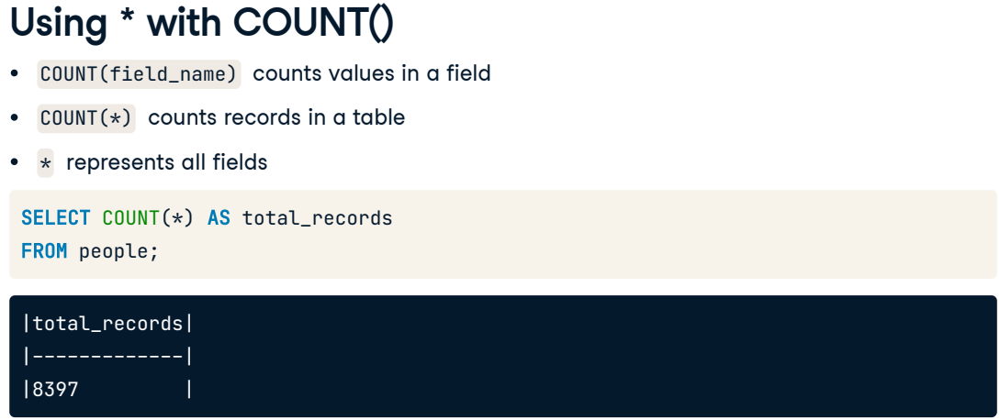 Using * with COUNT()
• COUNT(field_name) counts values in a field
• COUNT(*) counts records in a table
• * represents all fields
SELECT COUNT(*) AS total_records
FROM people;
|total_records|
|-------------|
|8397         |